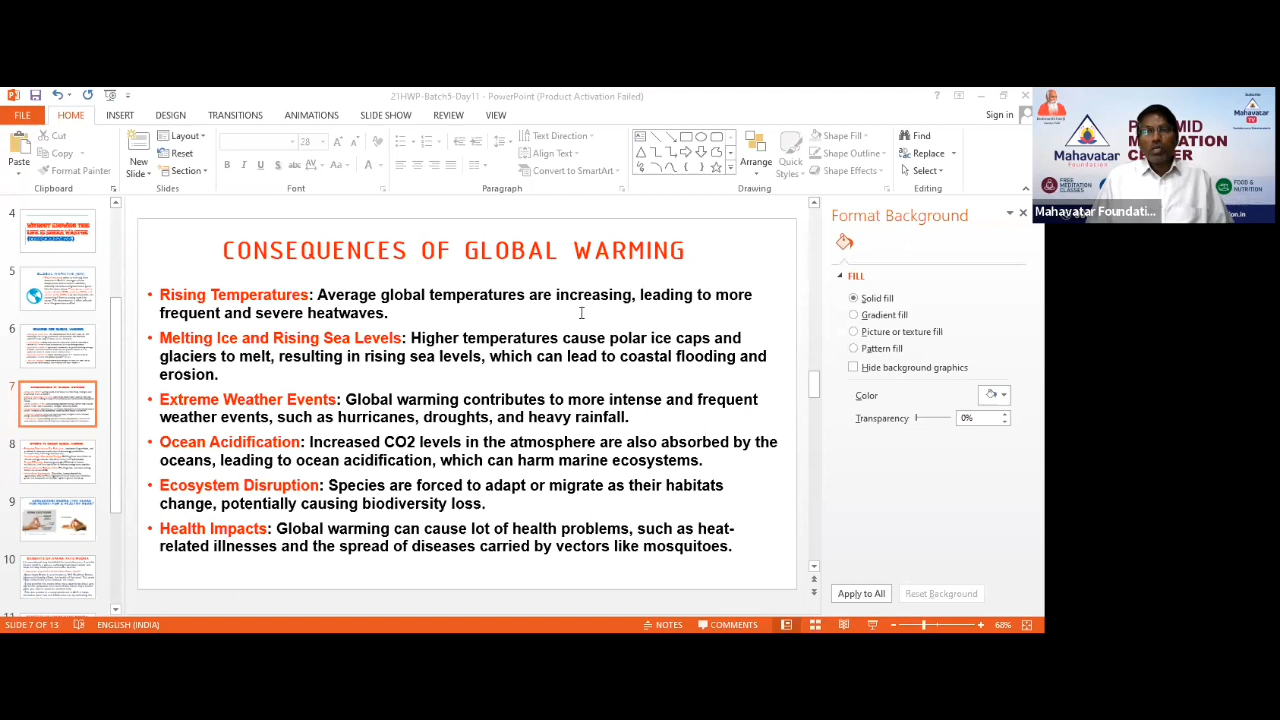 21HWP-Batch5-Day11 - PowerPoint (Product Activation Failed)
FILE HOME INSERT DESIGN TRANSITIONS ANIMATIONS SLIDE SHOW REVIEW VIEW Sign in
Paste
Cut
Copy
Format Painter
Clipboard
New Slide
Layout
Reset
Section
Slides
28
Font
Text Direction
Align Text
Convert to SmartArt
Paragraph
Arrange
Quick Styles
Shape Fill
Shape Outline
Shape Effects
Drawing
Find
Replace
Select
Editing
4
5
6
7
8
9
10
CONSEQUENCES OF GLOBAL WARMING
• Rising Temperatures: Average global temperatures are increasing, leading to more
frequent and severe heatwaves.
• Melting Ice and Rising Sea Levels: Higher temperatures cause polar ice caps and
glaciers to melt, resulting in rising sea levels, which can lead to coastal flooding and
erosion.
• Extreme Weather Events: Global warming contributes to more intense and frequent
weather events, such as hurricanes, droughts, and heavy rainfall.
• Ocean Acidification: Increased CO2 levels in the atmosphere are also absorbed by the
oceans, leading to ocean acidification, which can harm marine ecosystems.
• Ecosystem Disruption: Species are forced to adapt or migrate as their habitats
change, potentially causing biodiversity loss.
• Health Impacts: Global warming can cause lot of health problems, such as heat-
related illnesses and the spread of diseases carried by vectors like mosquitoes.
Format Background
FILL
Solid fill
Gradient fill
Picture or texture fill
Pattern fill
Hide background graphics
Color
Transparency 0%
Apply to All Reset Background
SLIDE 7 OF 13 ENGLISH (INDIA) NOTES COMMENTS 68%
Mahavatar
Foundation
Mahavatar
TV
FREE
MEDITATION
CLASSES
FOOD &
NUTRITION
Mahavatar Foundati...